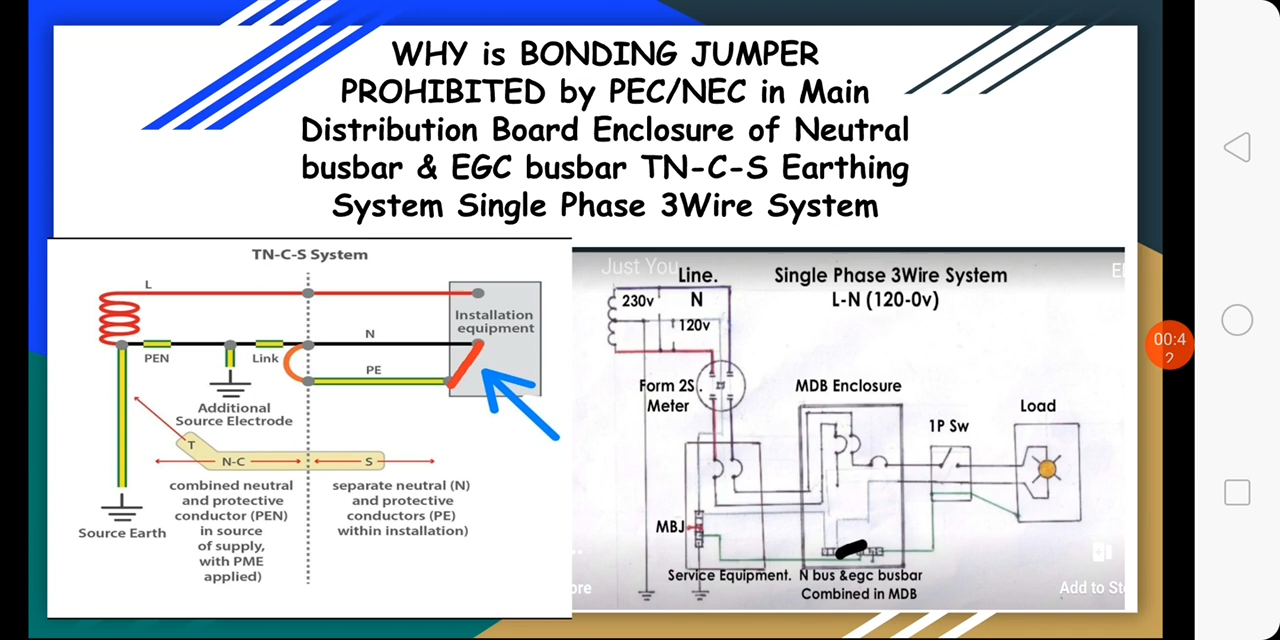 WHY is BONDING JUMPER
PROHIBITED by PEC/NEC in Main
Distribution Board Enclosure of Neutral
busbar & EGC busbar TN-C-S Earthing
System Single Phase 3Wire System
TN-C-S System
L
Installation
equipment
N
PEN
Link
PE
Additional
Source Electrode
T
N-C
S
combined neutral
and protective
conductor (PEN)
in source
of supply,
with PME
applied)
separate neutral (N)
and protective
conductors (PE)
within installation)
Source Earth
Just You
Line.
Single Phase 3Wire System
L-N (120-0v)
230v
N
120v
Form 2S.
Meter
MDB Enclosure
1P Sw
Load
MBJ
Service Equipment.
N bus &egc busbar
Combined in MDB
ore
Add to St
00:4
2